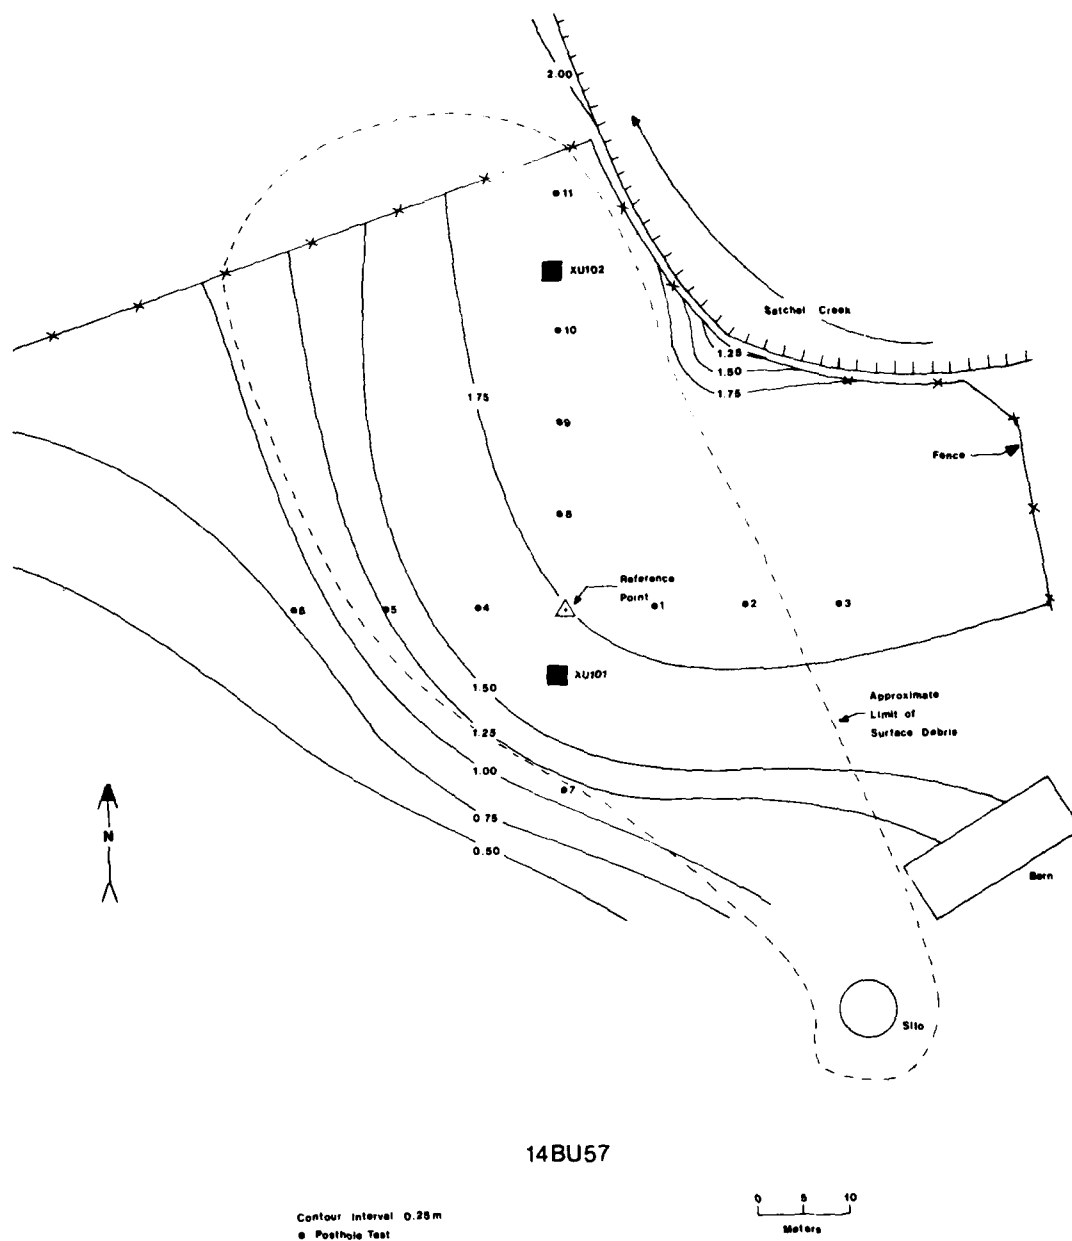 2.00
11
XU102
Satchel Creek
10
1.25
1.50
1.75
1.75
9
Fence
8
Reference
Point
6
5
4
1
2
3
XU101
1.50
Approximate
Limit of
Surface Debris
1.25
1.00
7
N
0.75
0.50
Barn
Silo
14BU57
0 5 10
Meters
Contour Interval 0.25m
Posthole Test